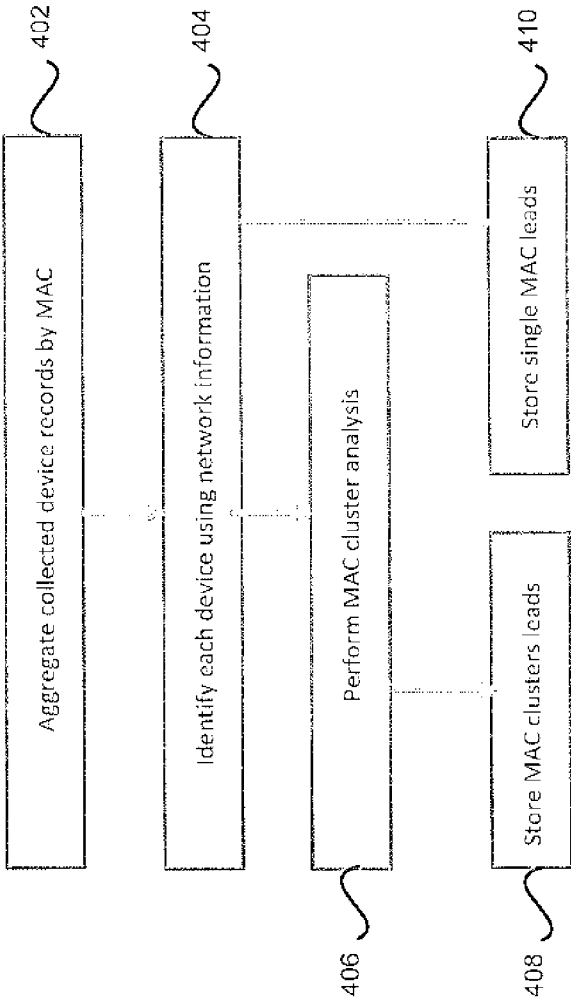 402
Aggregate collected device records by MAC
404
Identify each device using network information
406
Perform MAC cluster analysis
408
Store MAC clusters leads
410
Store single MAC leads